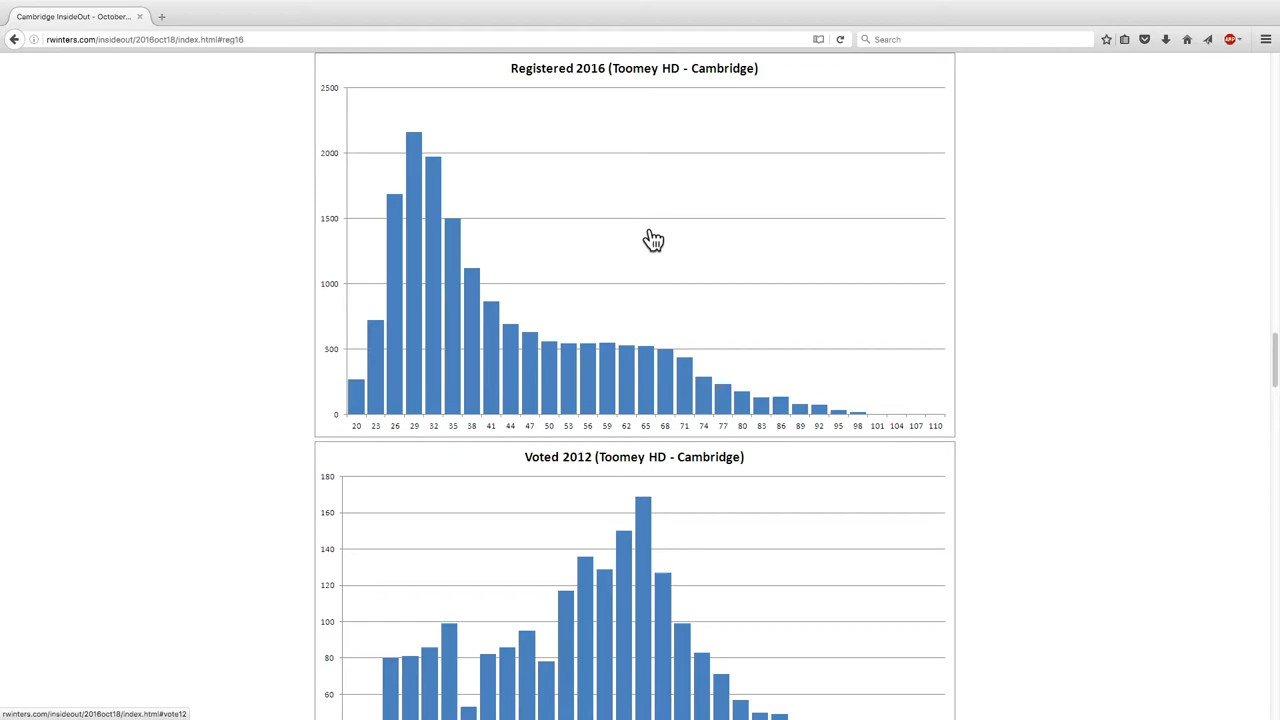 Cambridge InsideOut - October...
rwinters.com/insideout/2016oct18/index.html#reg16
Search
ABP
Registered 2016 (Toomey HD - Cambridge)
2500
2000
1500
1000
500
0
20 23 26 29 32 35 38 41 44 47 50 53 56 59 62 65 68 71 74 77 80 83 86 89 92 95 98 101 104 107 110
Voted 2012 (Toomey HD - Cambridge)
180
160
140
120
100
80
60
rwinters.com/insideout/2016oct18/index.html#vote12